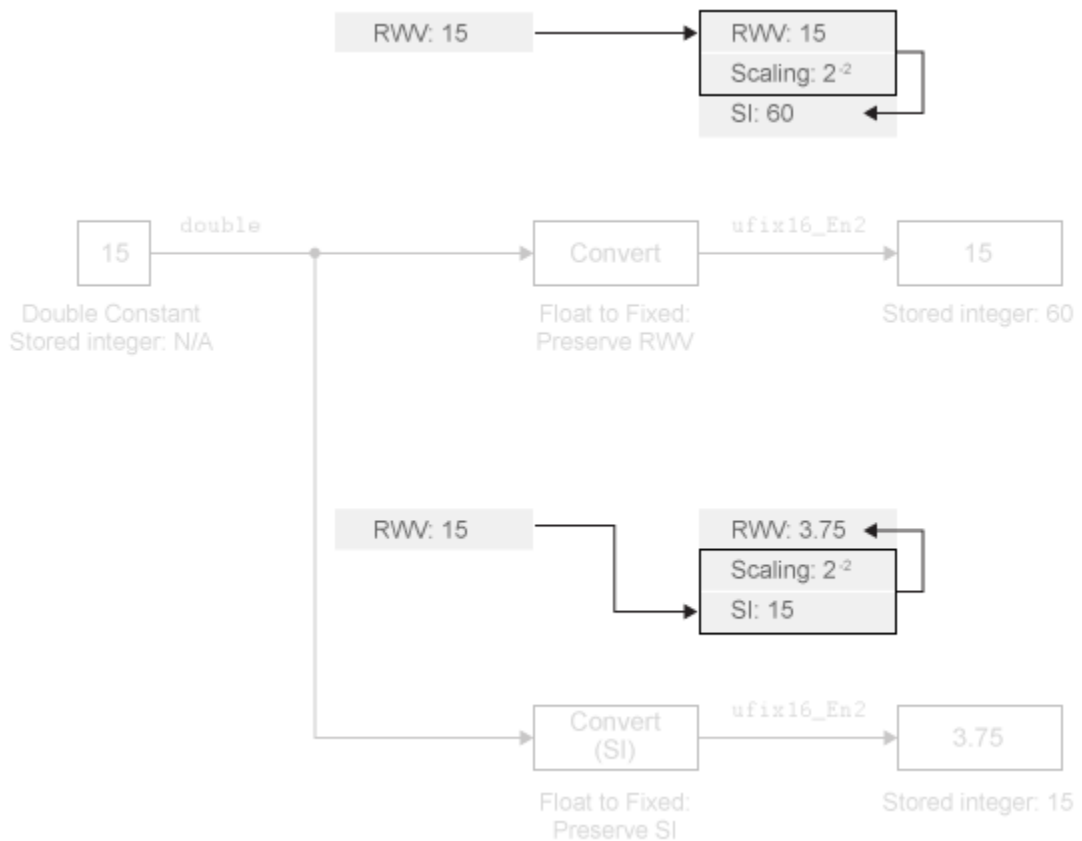 RWV: 15
RWV: 15
Scaling: 2⁻²
SI: 60
double
ufix16_En2
15
Convert
15
Double Constant
Stored integer: N/A
Float to Fixed:
Preserve RWV
Stored integer: 60
RWV: 15
RWV: 3.75
Scaling: 2⁻²
SI: 15
ufix16_En2
Convert
(SI)
3.75
Float to Fixed:
Preserve SI
Stored integer: 15